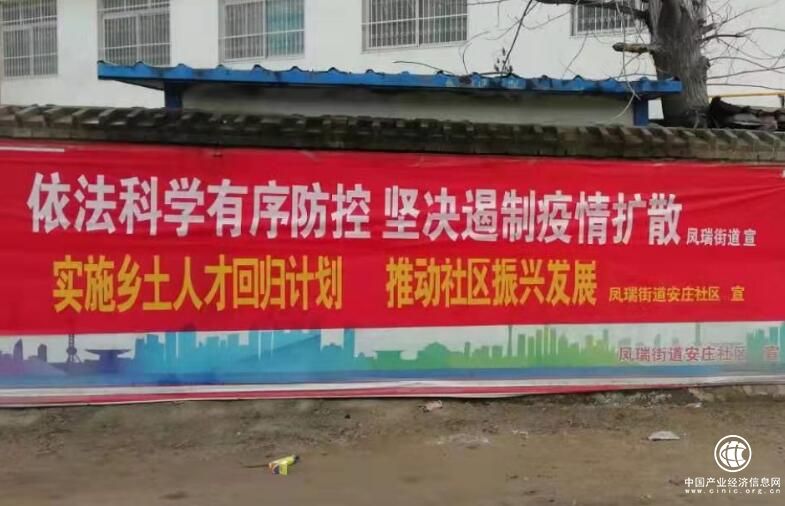 依法科学有序防控 坚决遏制疫情扩散 凤瑞街道 宣
实施乡土人才回归计划 推动社区振兴发展 凤瑞街道安庄社区 宣
凤瑞街道安庄社区 宣
中国产业经济信息网
www.cinic.org.cn